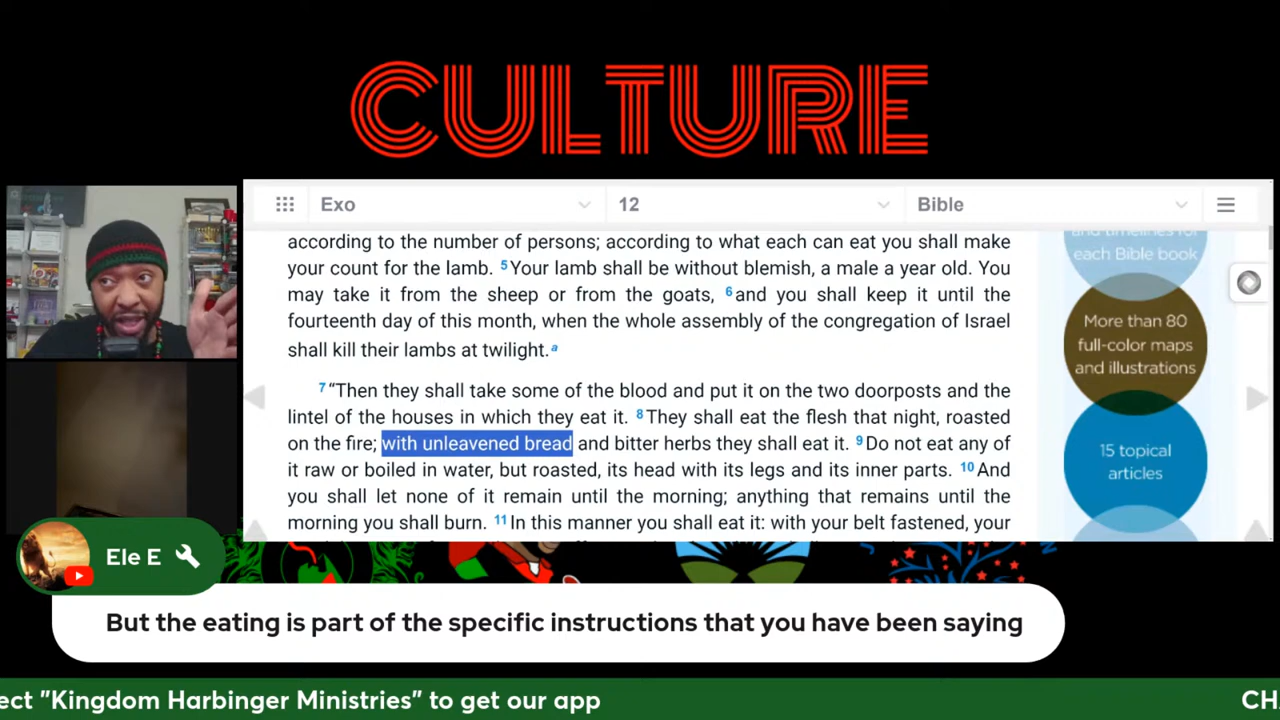 CULTURE
Exo
12
Bible
according to the number of persons; according to what each can eat you shall make
your count for the lamb. 5 Your lamb shall be without blemish, a male a year old. You
may take it from the sheep or from the goats, 6 and you shall keep it until the
fourteenth day of this month, when the whole assembly of the congregation of Israel
shall kill their lambs at twilight. a
7 “Then they shall take some of the blood and put it on the two doorposts and the
lintel of the houses in which they eat it. 8 They shall eat the flesh that night, roasted
on the fire; with unleavened bread and bitter herbs they shall eat it. 9 Do not eat any of
it raw or boiled in water, but roasted, its head with its legs and its inner parts. 10 And
you shall let none of it remain until the morning; anything that remains until the
morning you shall burn. 11 In this manner you shall eat it: with your belt fastened, your
and timelines for
each Bible book
More than 80
full-color maps
and illustrations
15 topical
articles
Ele E
But the eating is part of the specific instructions that you have been saying
ect "Kingdom Harbinger Ministries" to get our app
CH